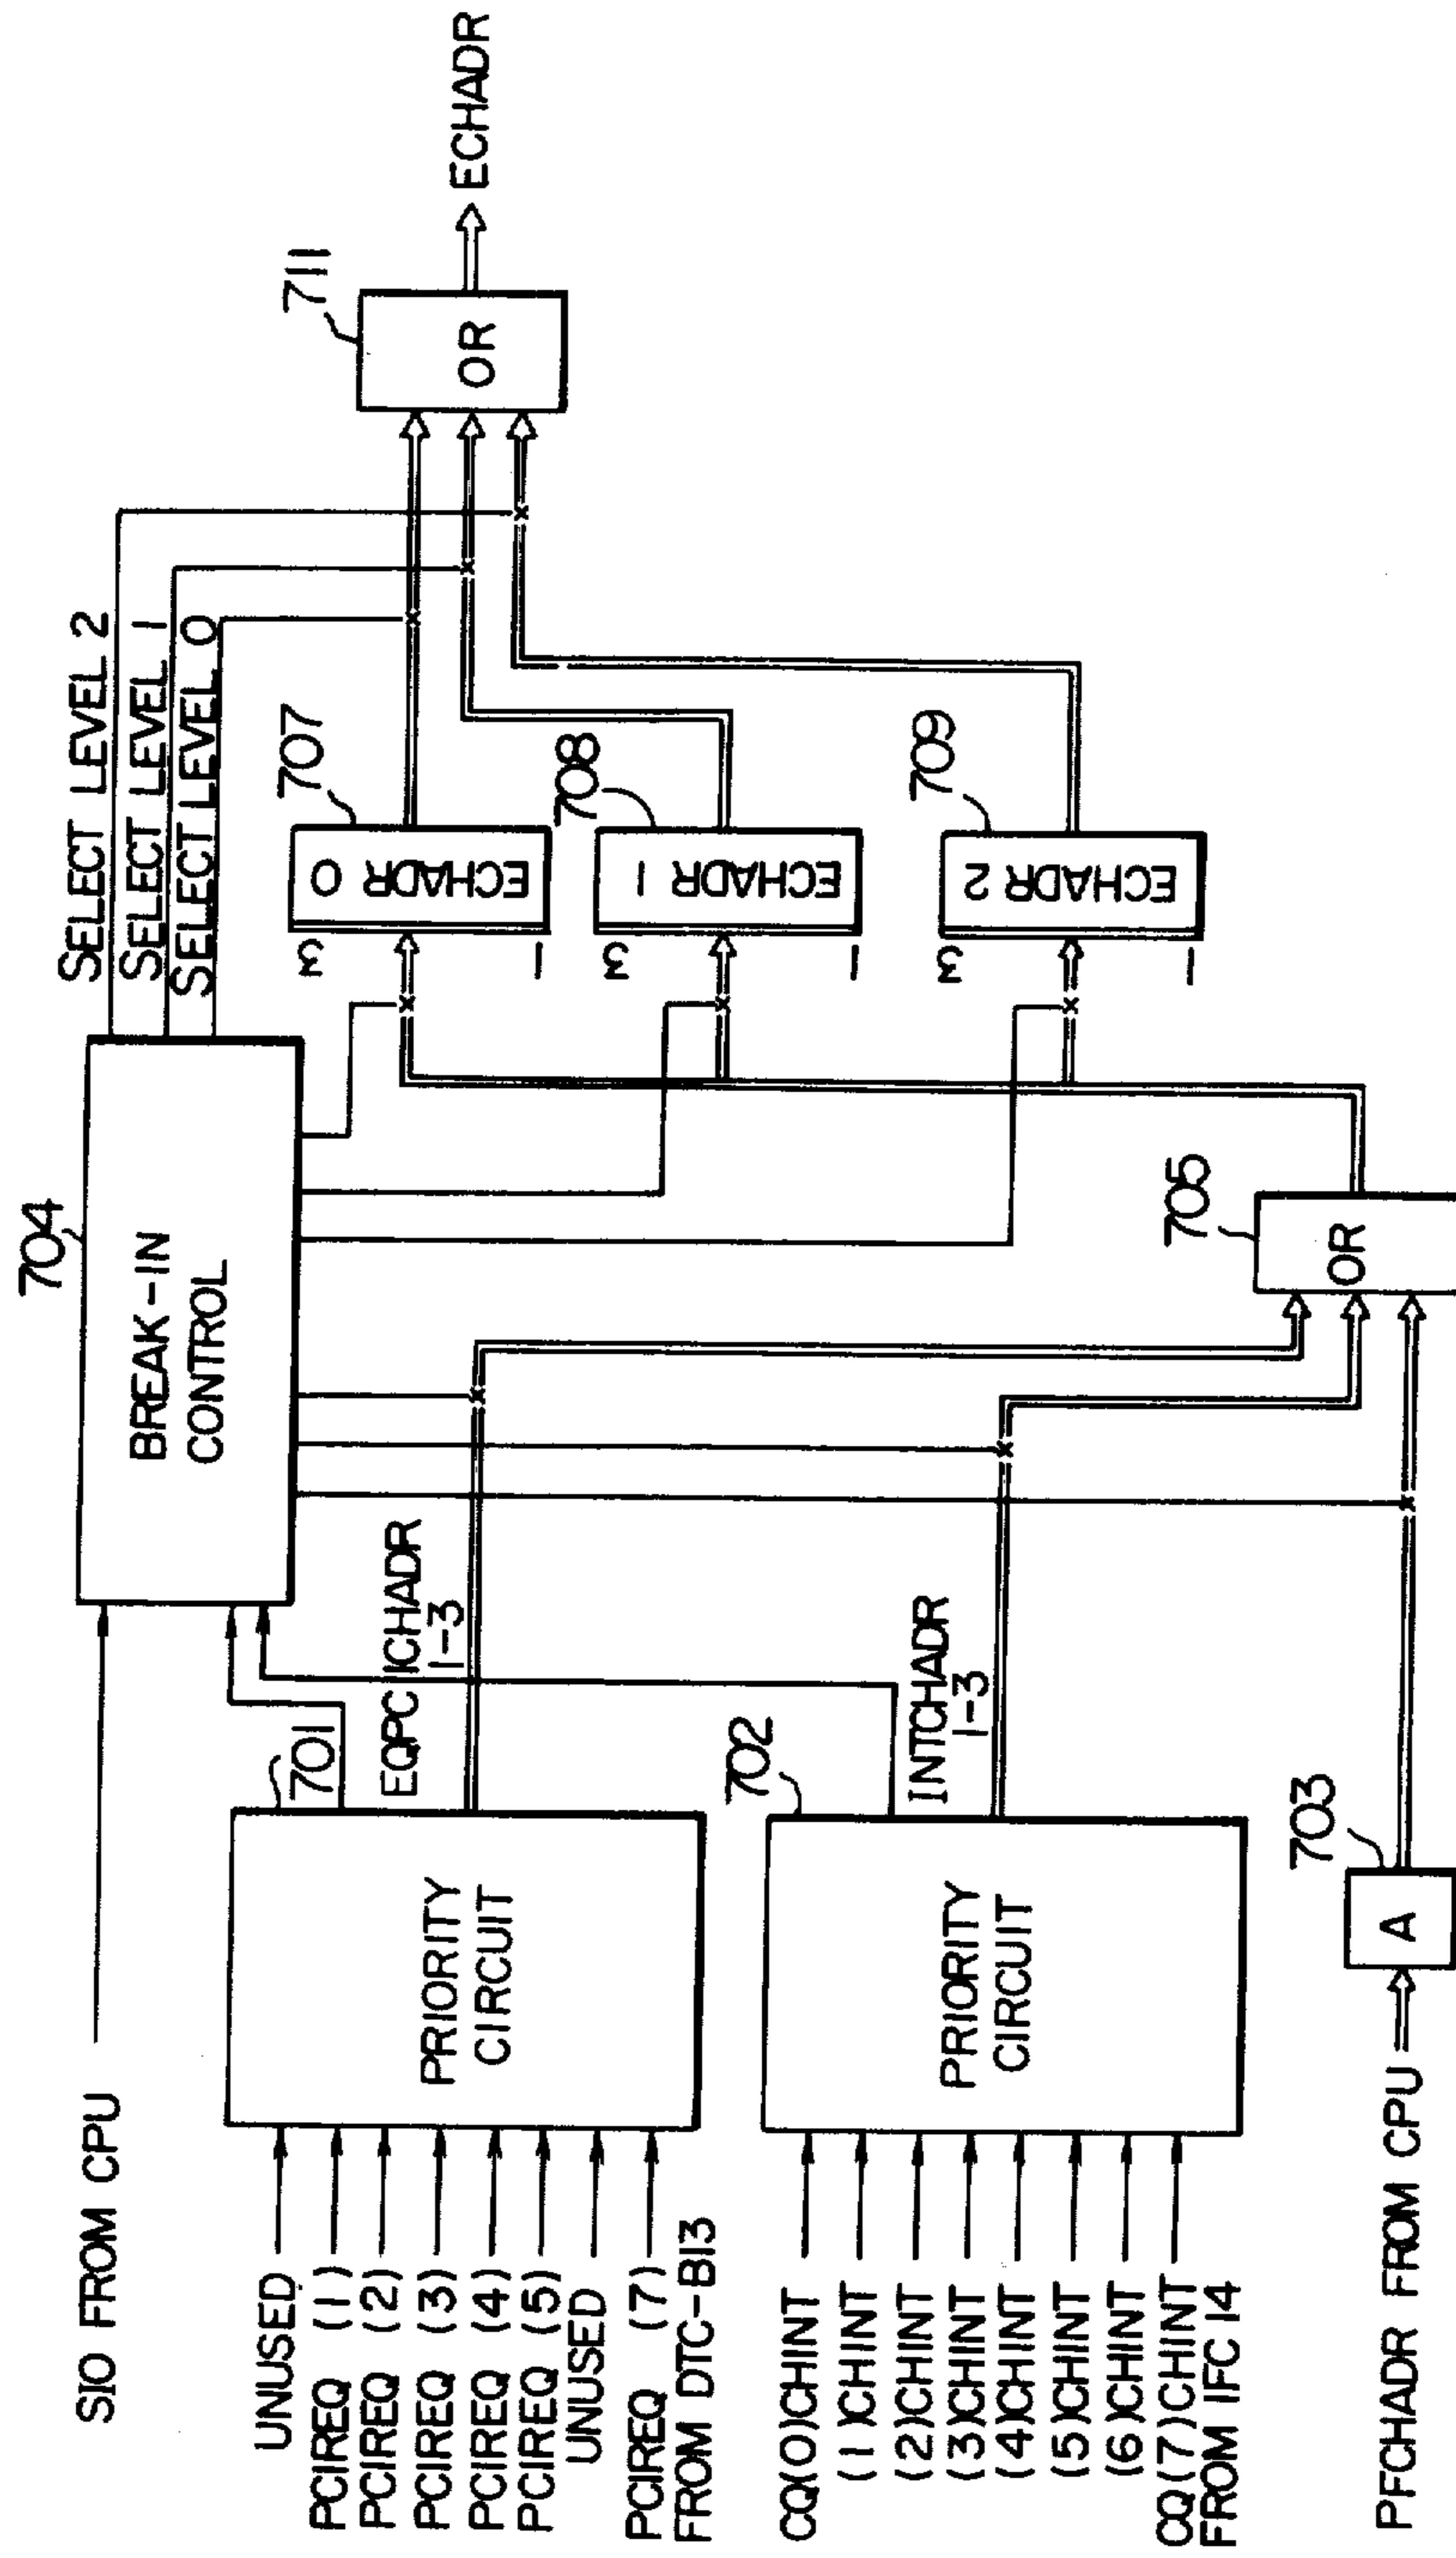 SIO FROM CPU
UNUSED
PCIREQ (1)
PCIREQ (2)
PCIREQ (3)
PCIREQ (4)
PCIREQ (5)
UNUSED
PCIREQ (7)
FROM DTC-B13
CQ(0)CHINT
(1)CHINT
(2)CHINT
(3)CHINT
(4)CHINT
(5)CHINT
(6)CHINT
CQ(7)CHINT
FROM IFC 14
PFCHADR FROM CPU
701
PRIORITY
CIRCUIT
702
PRIORITY
CIRCUIT
703
A
EQPCICHADR
1-3
INTCHADR
1-3
704
BREAK-IN
CONTROL
705
OR
SELECT LEVEL 2
SELECT LEVEL 1
SELECT LEVEL 0
707
3
ECHADR 0
1
708
3
ECHADR 1
1
709
3
ECHADR 2
1
711
OR
ECHADR